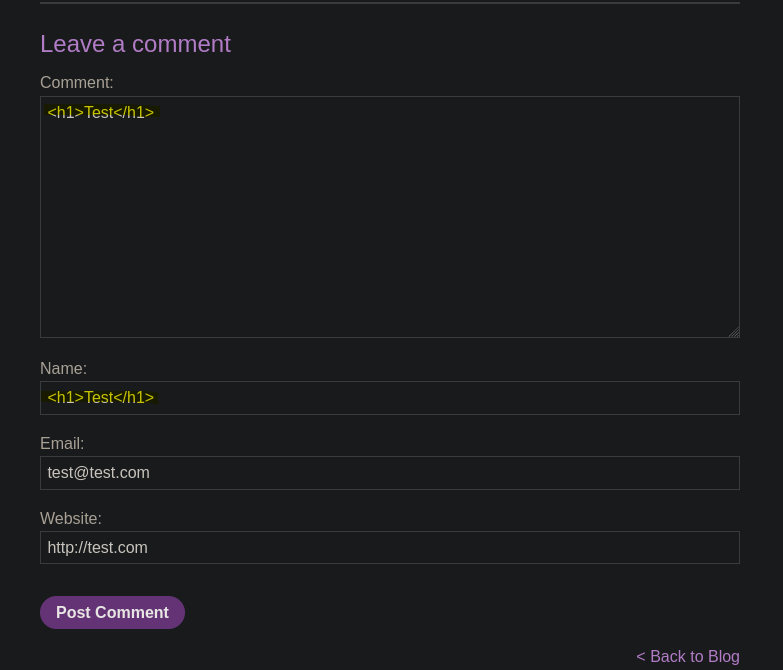 Leave a comment
Comment:
<h1>Test</h1>
Name:
<h1>Test</h1>
Email:
test@test.com
Website:
http://test.com
Post Comment
< Back to Blog